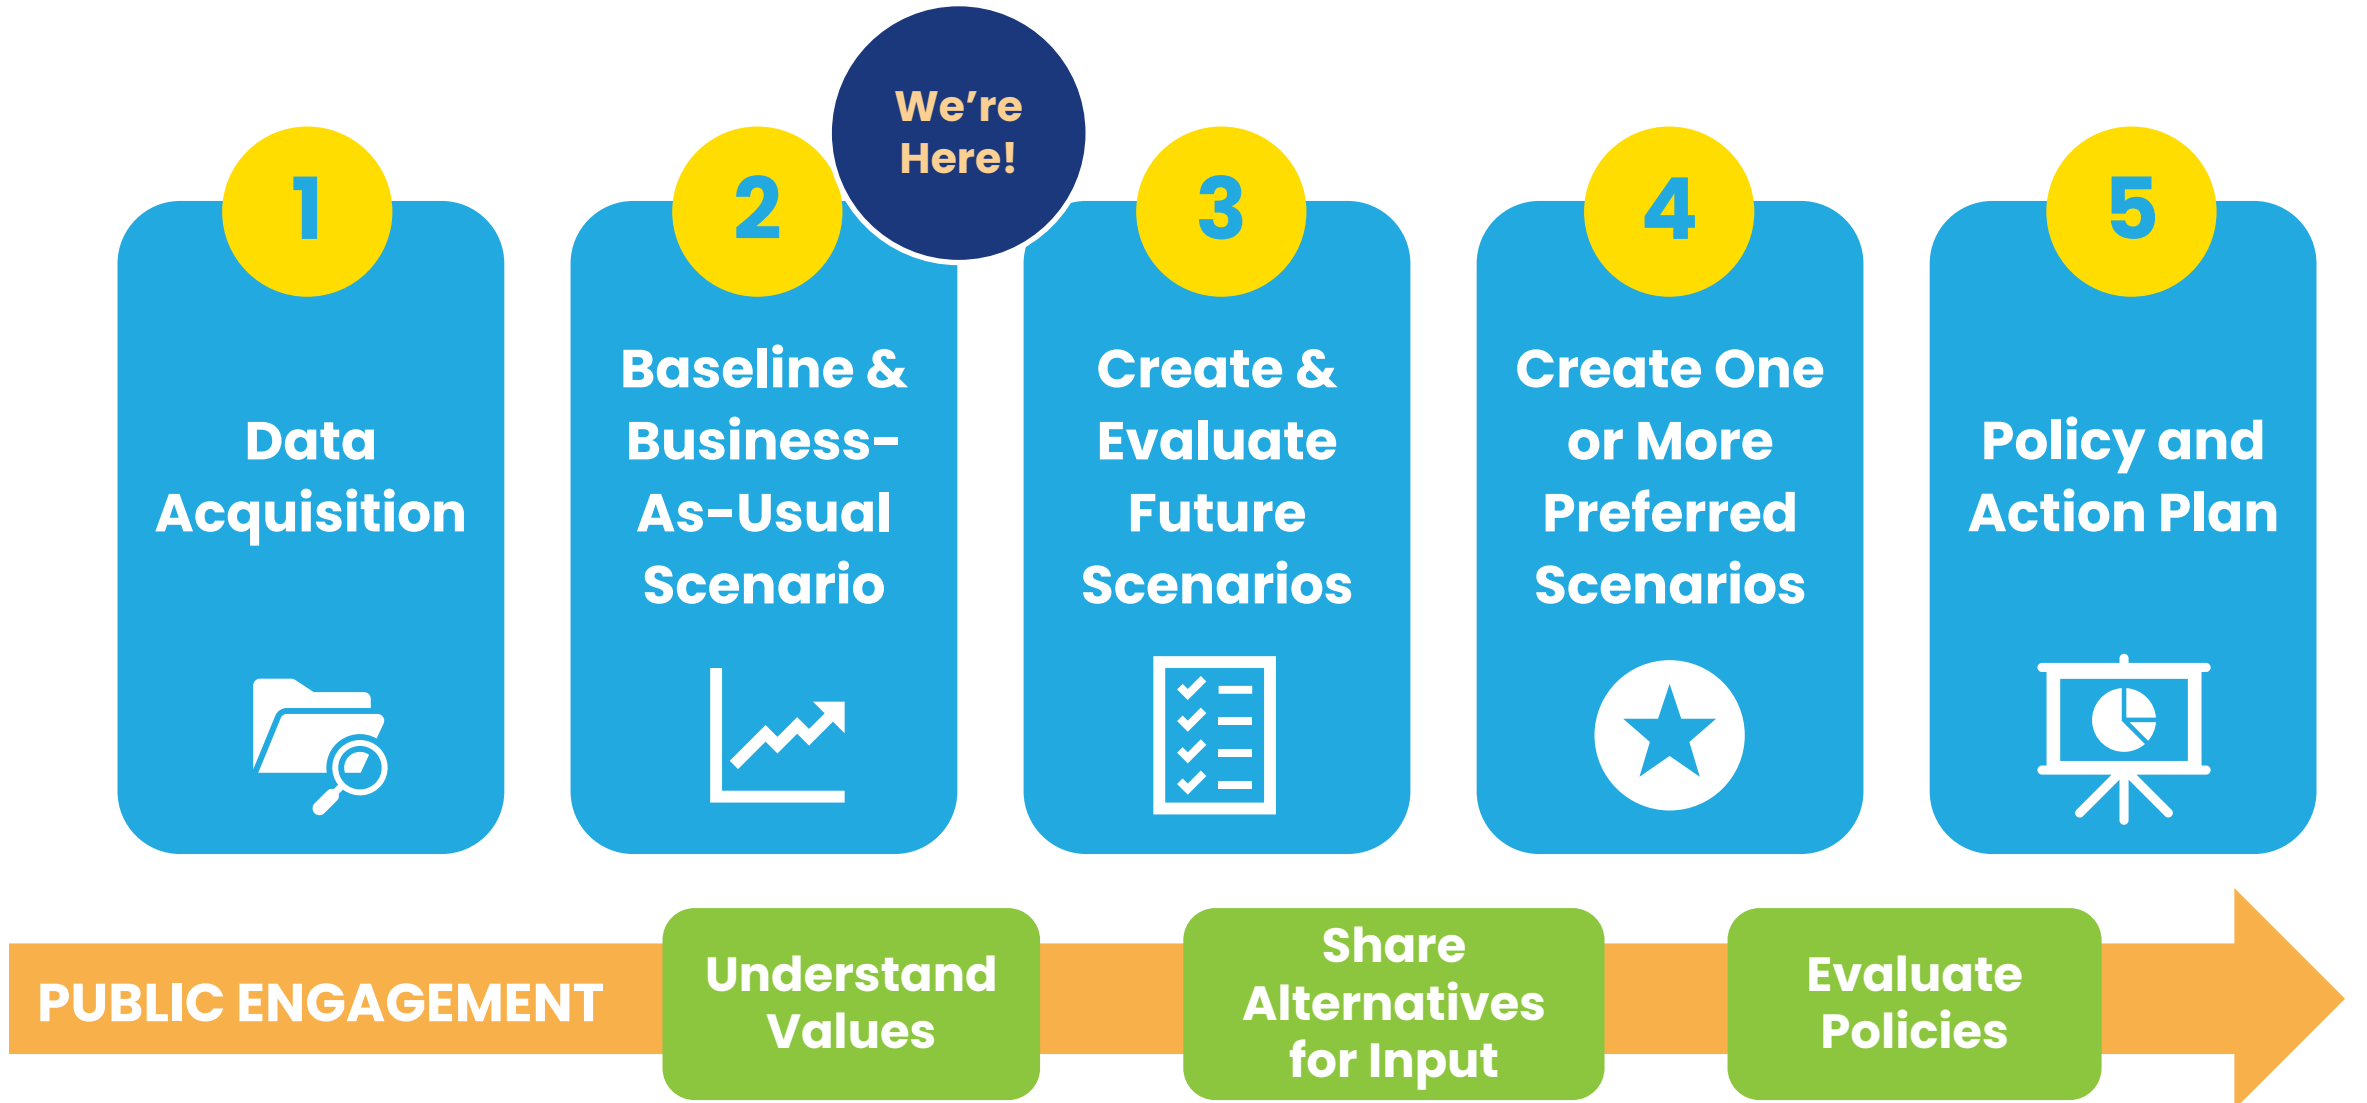 We're
Here!
1
Data
Acquisition
2
Baseline &
Business-
As-Usual
Scenario
3
Create &
Evaluate
Future
Scenarios
4
Create One
or More
Preferred
Scenarios
5
Policy and
Action Plan
PUBLIC ENGAGEMENT
Understand
Values
Share
Alternatives
for Input
Evaluate
Policies